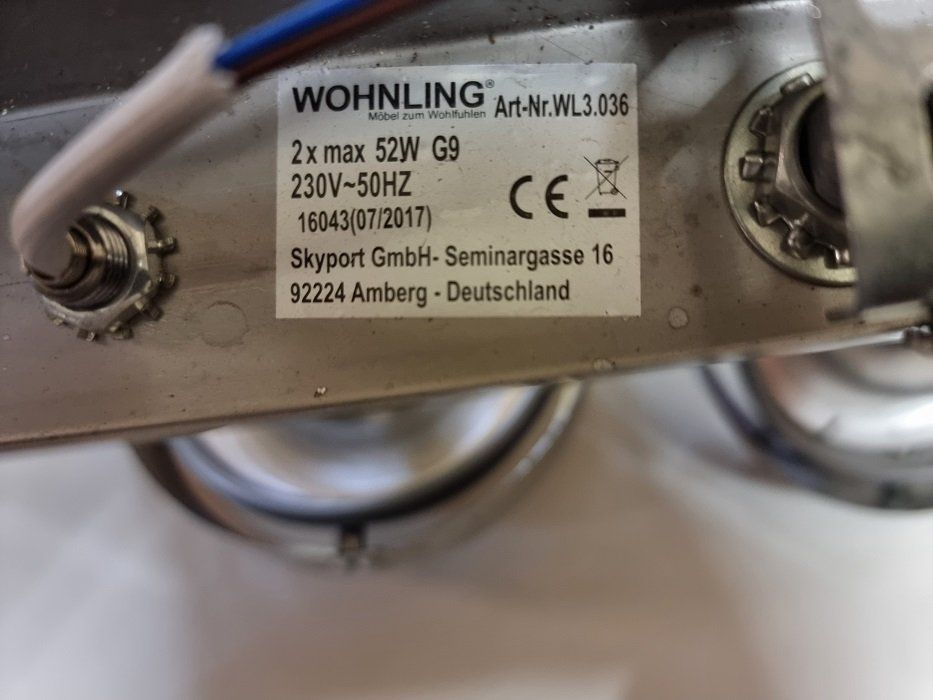 WOHNLING® Art-Nr.WL3.036
Möbel zum Wohlfuhlen
2 x max 52W G9
230V~50HZ
16043(07/2017)
CE
Skyport GmbH- Seminargasse 16
92224 Amberg - Deutschland